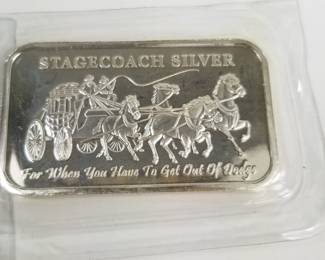 STAGECOACH SILVER
For When You Have To Get Out Of Dodge